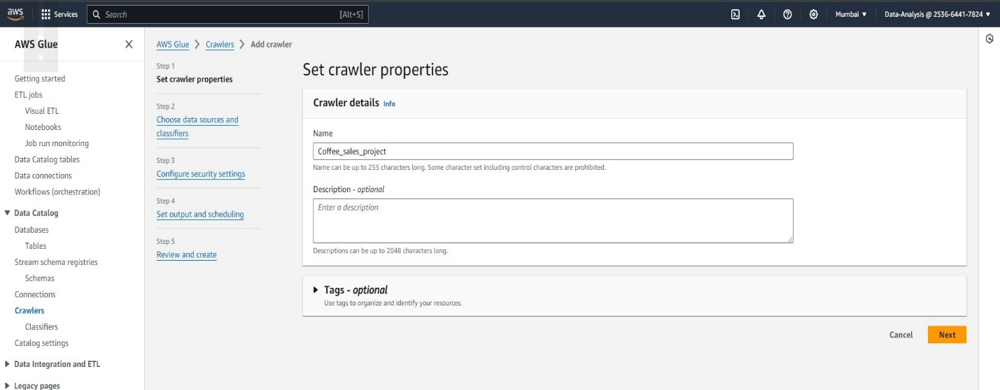 aws
Services
Search
[Alt+S]
Mumbai ▼
Data-Analysis @ 2536-6441-7824 ▼
AWS Glue
Getting started
ETL jobs
Visual ETL
Notebooks
Job run monitoring
Data Catalog tables
Data connections
Workflows (orchestration)
Data Catalog
Databases
Tables
Stream schema registries
Schemas
Connections
Crawlers
Classifiers
Catalog settings
Data Integration and ETL
Legacy pages
AWS Glue > Crawlers > Add crawler
Step 1
Set crawler properties
Step 2
Choose data sources and
classifiers
Step 3
Configure security settings
Step 4
Set output and scheduling
Step 5
Review and create
Set crawler properties
Crawler details Info
Name
Coffee_sales_project
Name can be up to 255 characters long. Some character set including control characters are prohibited.
Description - optional
Enter a description
Descriptions can be up to 2048 characters long.
Tags - optional
Use tags to organize and identify your resources.
Cancel
Next